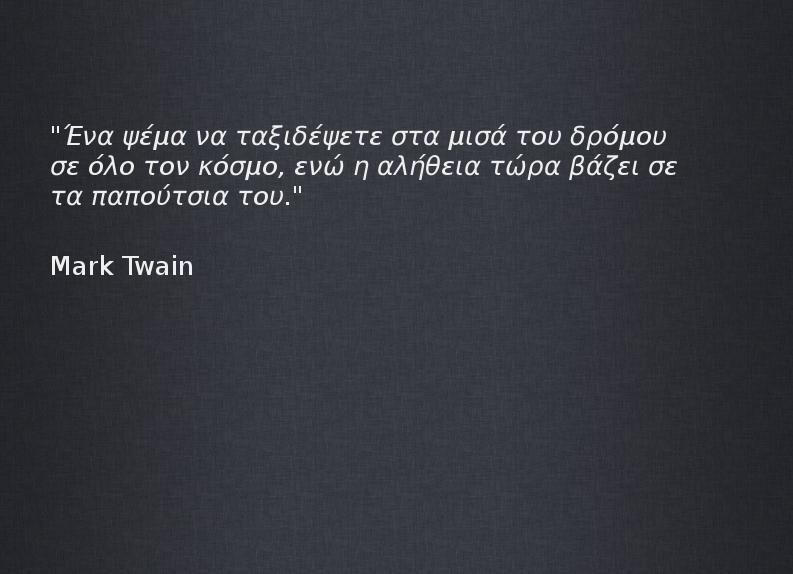 "Ένα ψέμα να ταξιδέψετε στα μισά του δρόμου
σε όλο τον κόσμο, ενώ η αλήθεια τώρα βάζει σε
τα παπούτσια του."
Mark Twain